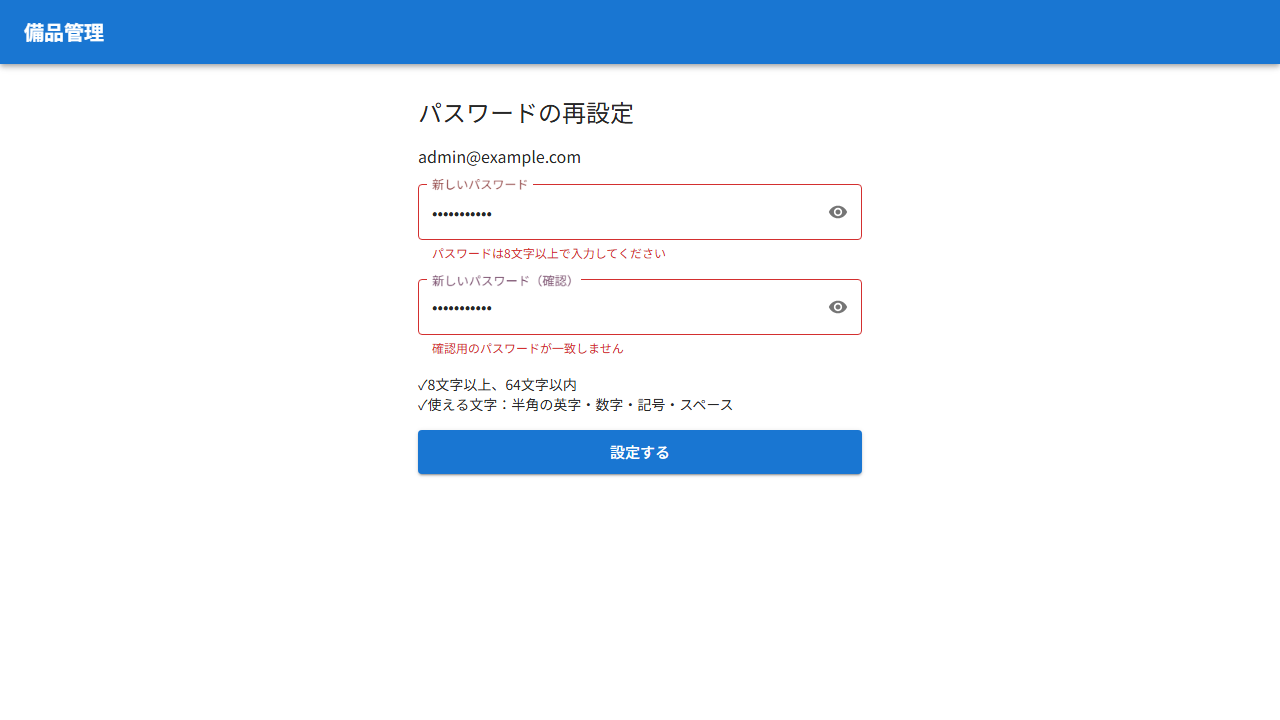 備品管理
パスワードの再設定
admin@example.com
新しいパスワード
•••••••••••
パスワードは8文字以上で入力してください
新しいパスワード（確認）
•••••••••••
確認用のパスワードが一致しません
✓8文字以上、64文字以内
✓使える文字：半角の英字・数字・記号・スペース
設定する